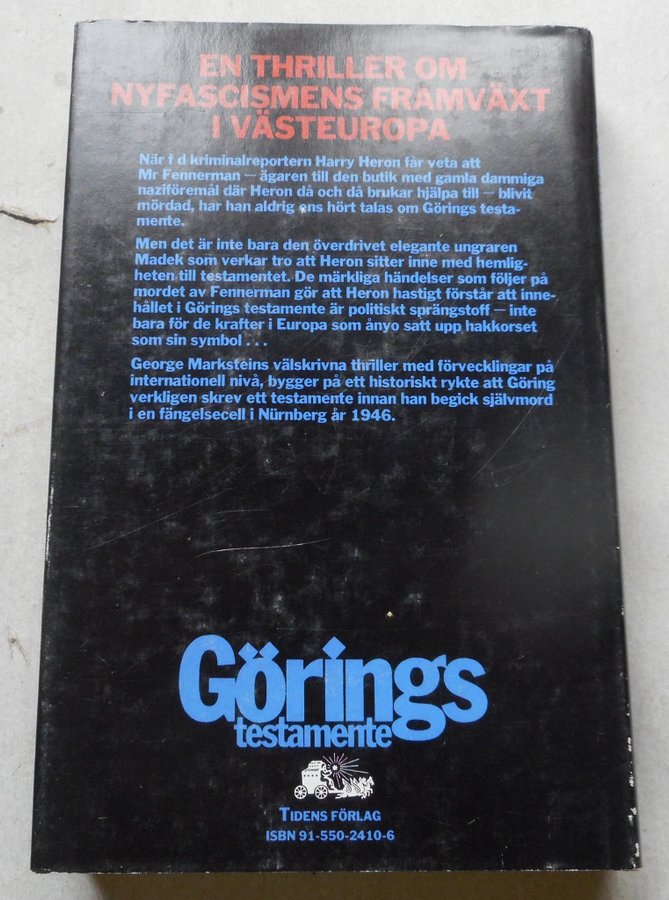 EN THRILLER OM
NYFASCISMENS FRAMVÄXT
I VÄSTEUROPA
När f d kriminalreportern Harry Heron får veta att
Mr Fennerman – ägaren till den butik med gamla dammiga
naziföremål där Heron då och då brukar hjälpa till – blivit
mördad, har han aldrig ens hört talas om Görings testa-
mente.
Men det är inte bara den överdrivet elegante ungraren
Madek som verkar tro att Heron sitter inne med hemlig-
heten till testamentet. De märkliga händelser som följer på
mordet av Fennerman gör att Heron hastigt förstår att inne-
hållet i Görings testamente är politiskt sprängstoff – inte
bara för de krafter i Europa som ånyo satt upp hakkorset
som sin symbol . . .
George Marksteins välskrivna thriller med förvecklingar på
internationell nivå, bygger på ett historiskt rykte att Göring
verkligen skrev ett testamente innan han begick självmord
i en fängelsecell i Nürnberg år 1946.
Görings
testamente
TIDENS FÖRLAG
ISBN 91-550-2410-6